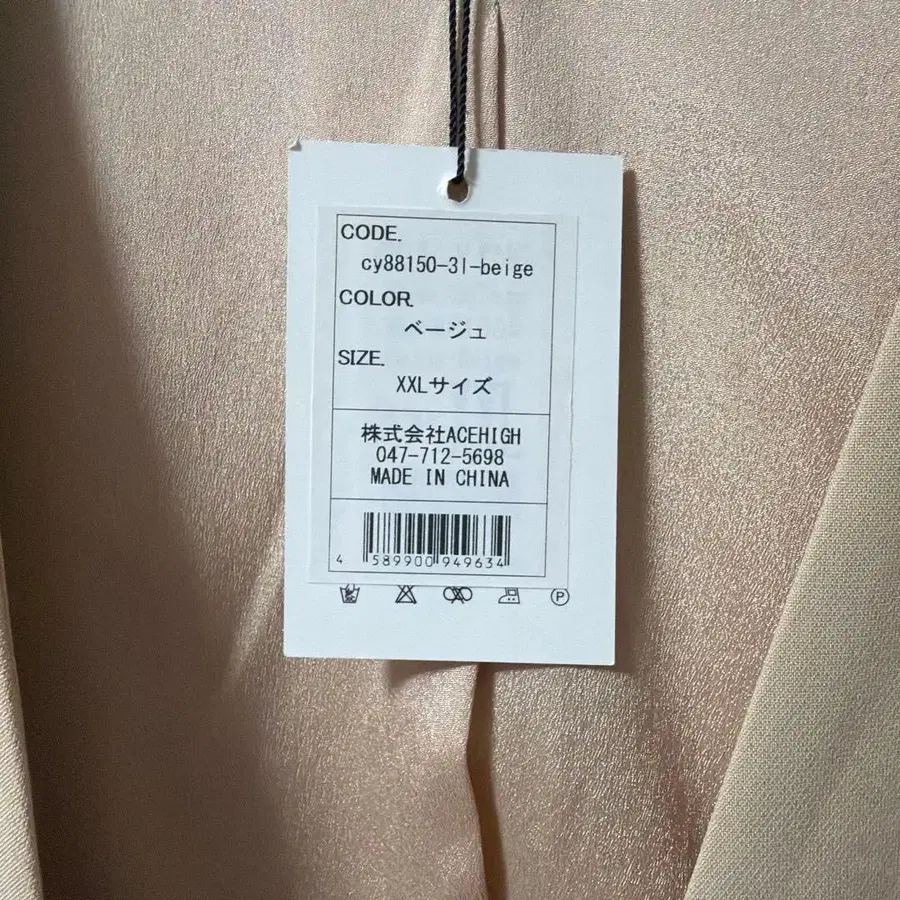 CODE.
cy88150-3l-beige
COLOR.
ベージュ
SIZE.
XXLサイズ
株式会社ACEHIGH
047-712-5698
MADE IN CHINA
4 589900 949634
P